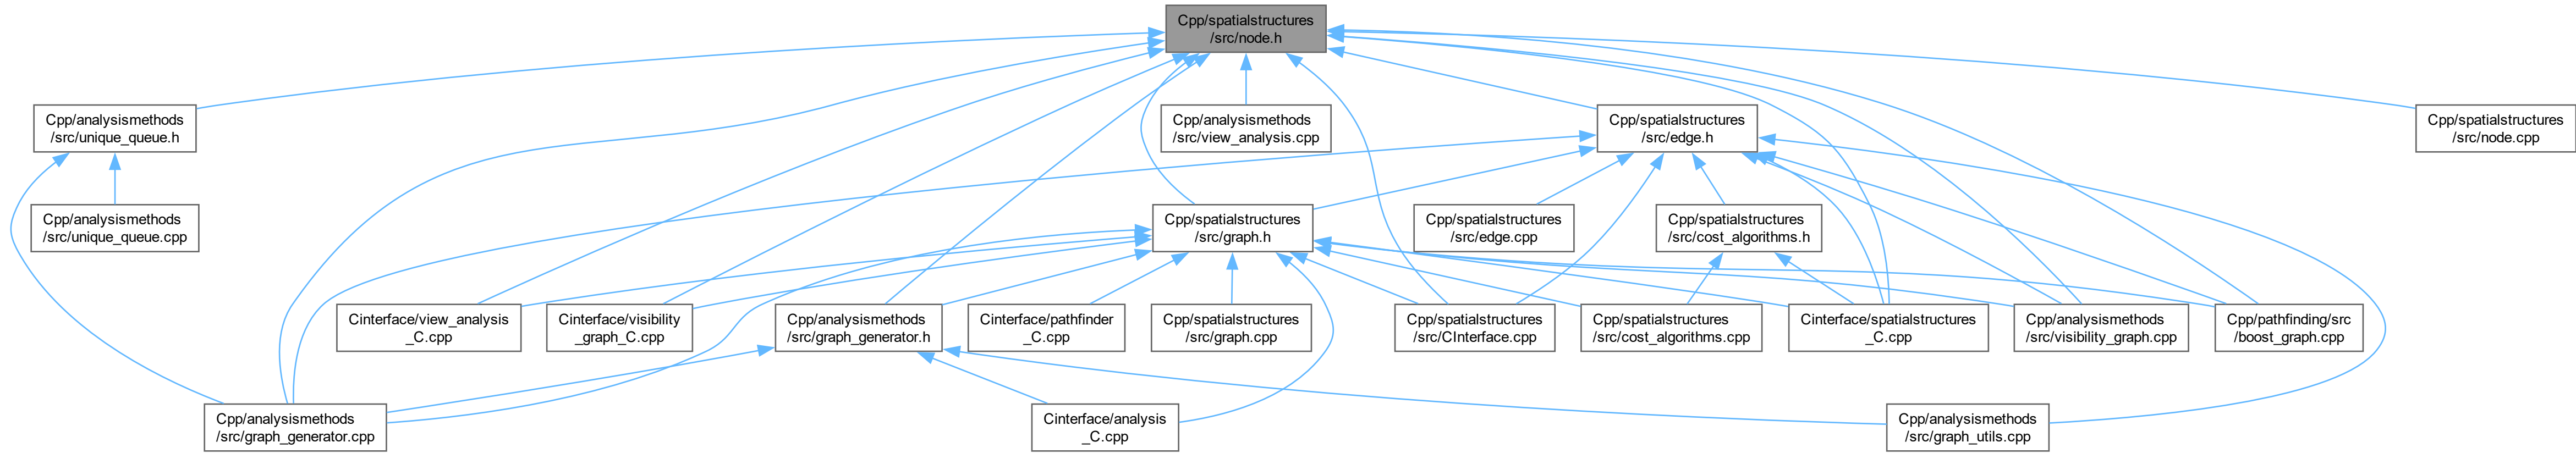 Cpp/spatialstructures
/src/node.h
Cpp/analysismethods
/src/unique_queue.h
Cpp/analysismethods
/src/view_analysis.cpp
Cpp/spatialstructures
/src/edge.h
Cpp/spatialstructures
/src/node.cpp
Cpp/analysismethods
/src/unique_queue.cpp
Cpp/spatialstructures
/src/graph.h
Cpp/spatialstructures
/src/edge.cpp
Cpp/spatialstructures
/src/cost_algorithms.h
Cinterface/view_analysis
_C.cpp
Cinterface/visibility
_graph_C.cpp
Cpp/analysismethods
/src/graph_generator.h
Cinterface/pathfinder
_C.cpp
Cpp/spatialstructures
/src/graph.cpp
Cpp/spatialstructures
/src/CInterface.cpp
Cpp/spatialstructures
/src/cost_algorithms.cpp
Cinterface/spatialstructures
_C.cpp
Cpp/analysismethods
/src/visibility_graph.cpp
Cpp/pathfinding/src
/boost_graph.cpp
Cpp/analysismethods
/src/graph_generator.cpp
Cinterface/analysis
_C.cpp
Cpp/analysismethods
/src/graph_utils.cpp